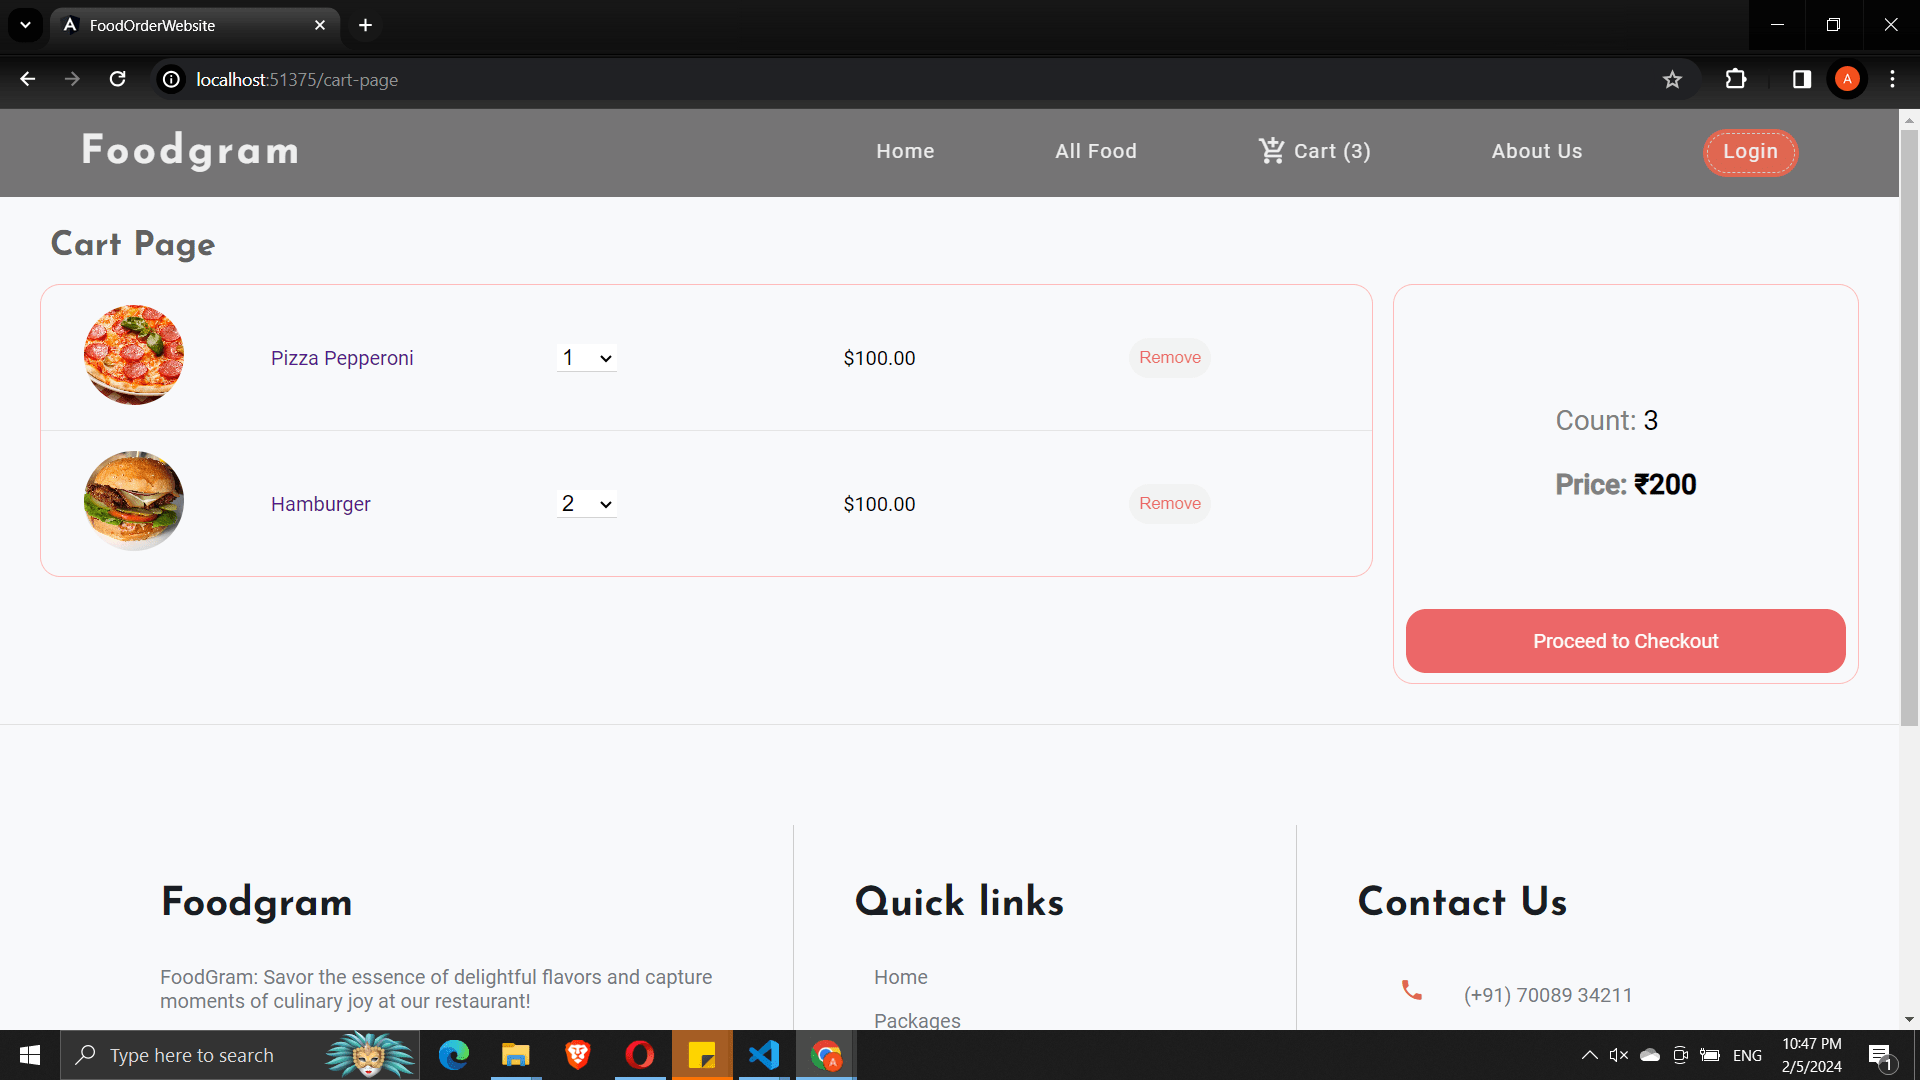 FoodOrderWebsite
localhost:51375/cart-page
A
Foodgram
Home
All Food
Cart (3)
About Us
Login
Cart Page
Pizza Pepperoni
1
$100.00
Remove
Hamburger
2
$100.00
Remove
Count: 3
Price: ₹200
Proceed to Checkout
Foodgram
FoodGram: Savor the essence of delightful flavors and capture
moments of culinary joy at our restaurant!
Quick links
Home
Packages
Contact Us
(+91) 70089 34211
Type here to search
A
ENG
10:47 PM
2/5/2024
1